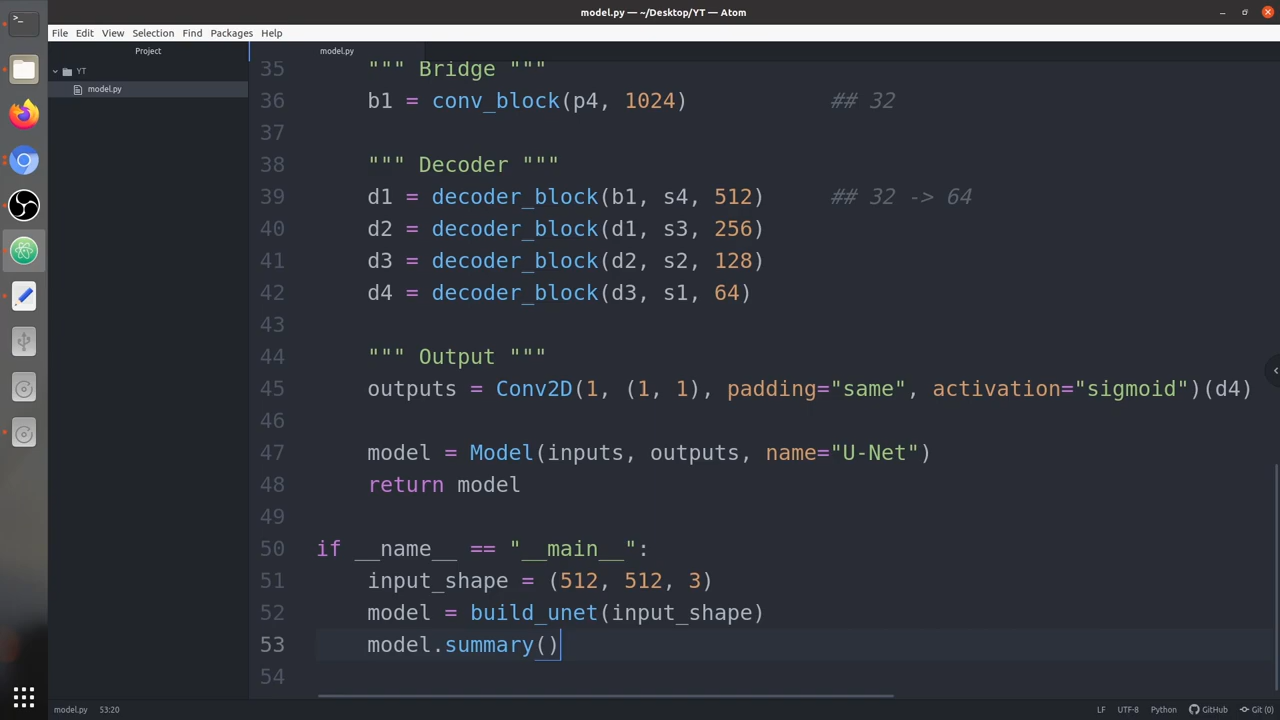 model.py — ~/Desktop/YT — Atom
File Edit View Selection Find Packages Help
Project
model.py
YT
model.py
35 """ Bridge """
36 b1 = conv_block(p4, 1024) ## 32
37
38 """ Decoder """
39 d1 = decoder_block(b1, s4, 512) ## 32 -> 64
40 d2 = decoder_block(d1, s3, 256)
41 d3 = decoder_block(d2, s2, 128)
42 d4 = decoder_block(d3, s1, 64)
43
44 """ Output """
45 outputs = Conv2D(1, (1, 1), padding="same", activation="sigmoid")(d4)
46
47 model = Model(inputs, outputs, name="U-Net")
48 return model
49
50 if __name__ == "__main__":
51 input_shape = (512, 512, 3)
52 model = build_unet(input_shape)
53 model.summary()
54
model.py 53:20 LF UTF-8 Python GitHub Git (0)